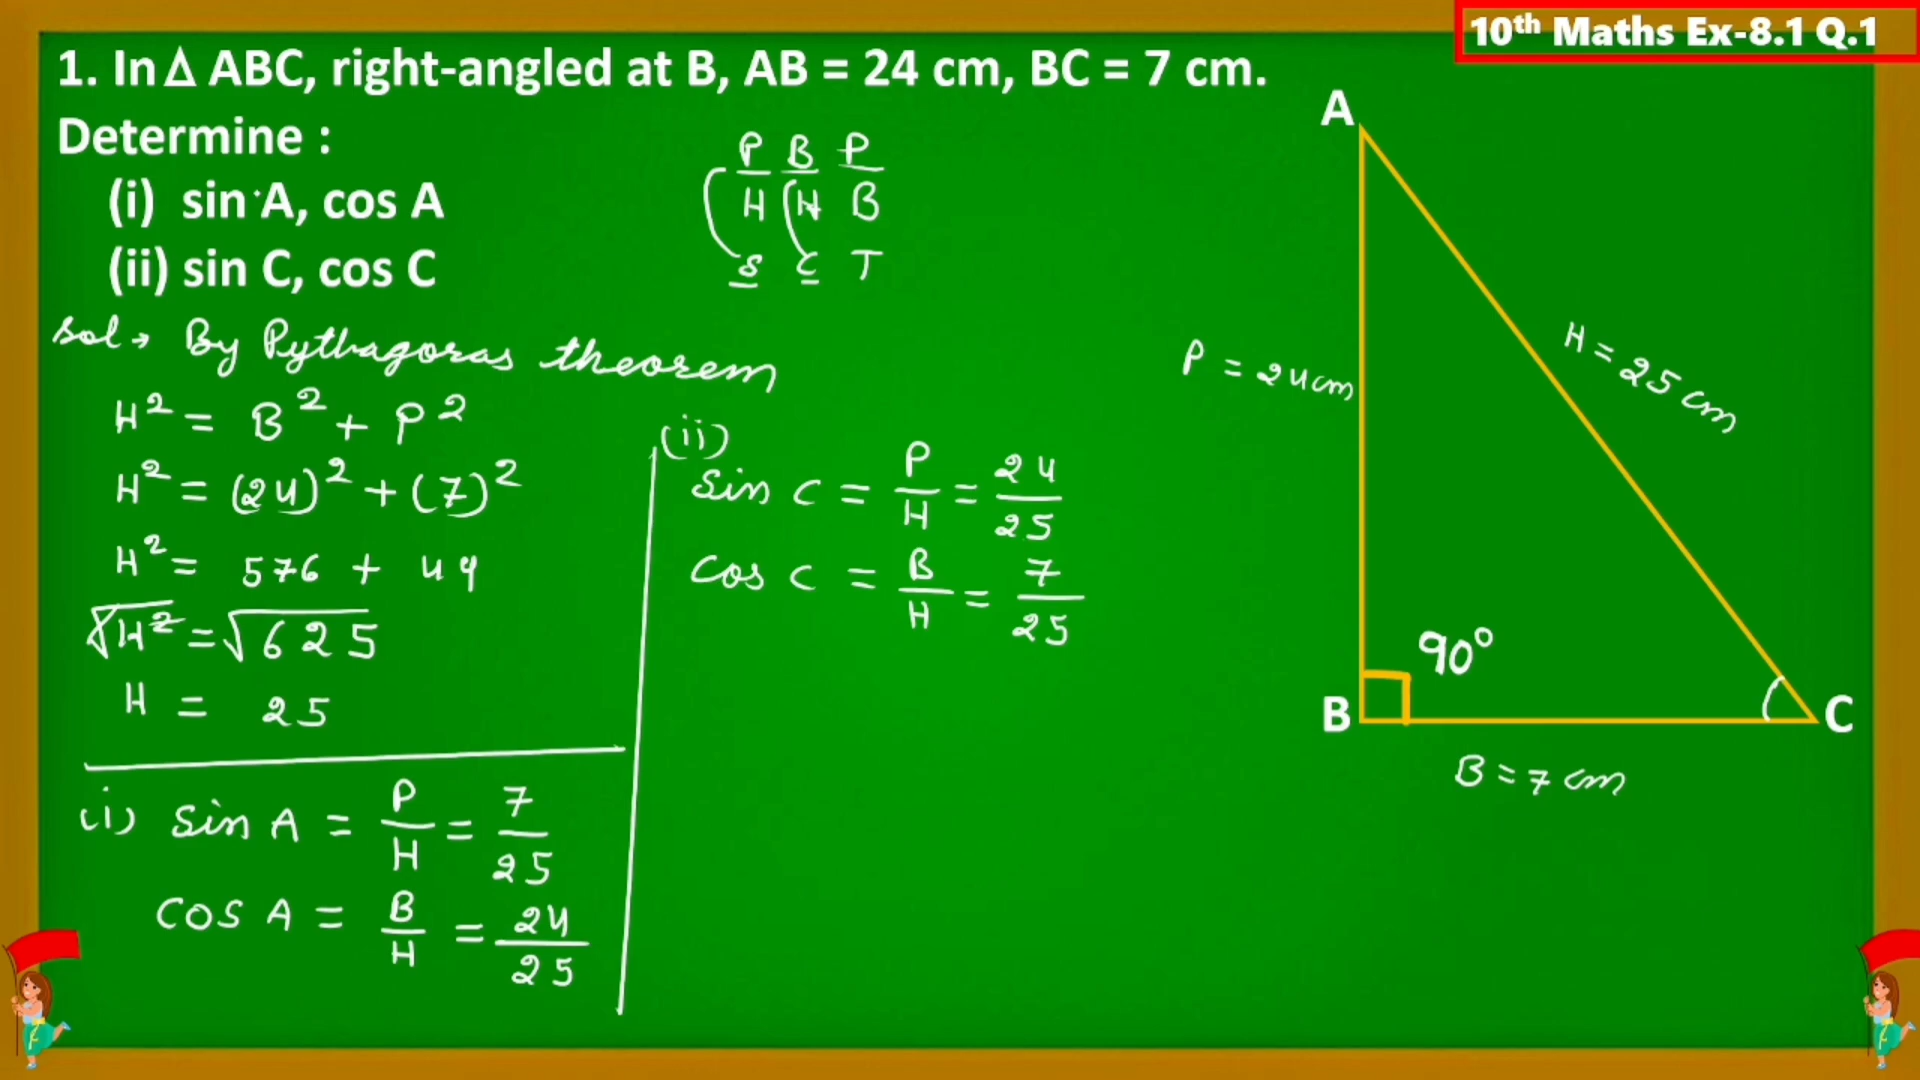 10th Maths Ex-8.1 Q.1
1. In Δ ABC, right-angled at B, AB = 24 cm, BC = 7 cm.
Determine :
(i) sin A, cos A
(ii) sin C, cos C
P/H B/H P/B
S C T
Sol → By Pythagoras theorem
H² = B² + P²
H² = (24)² + (7)²
H² = 576 + 49
√H² = √625
H = 25
(i) Sin A = P/H = 7/25
COS A = B/H = 24/25
(ii)
Sin C = P/H = 24/25
Cos C = B/H = 7/25
A
P = 24cm
H = 25 cm
90°
B
C
B = 7 cm